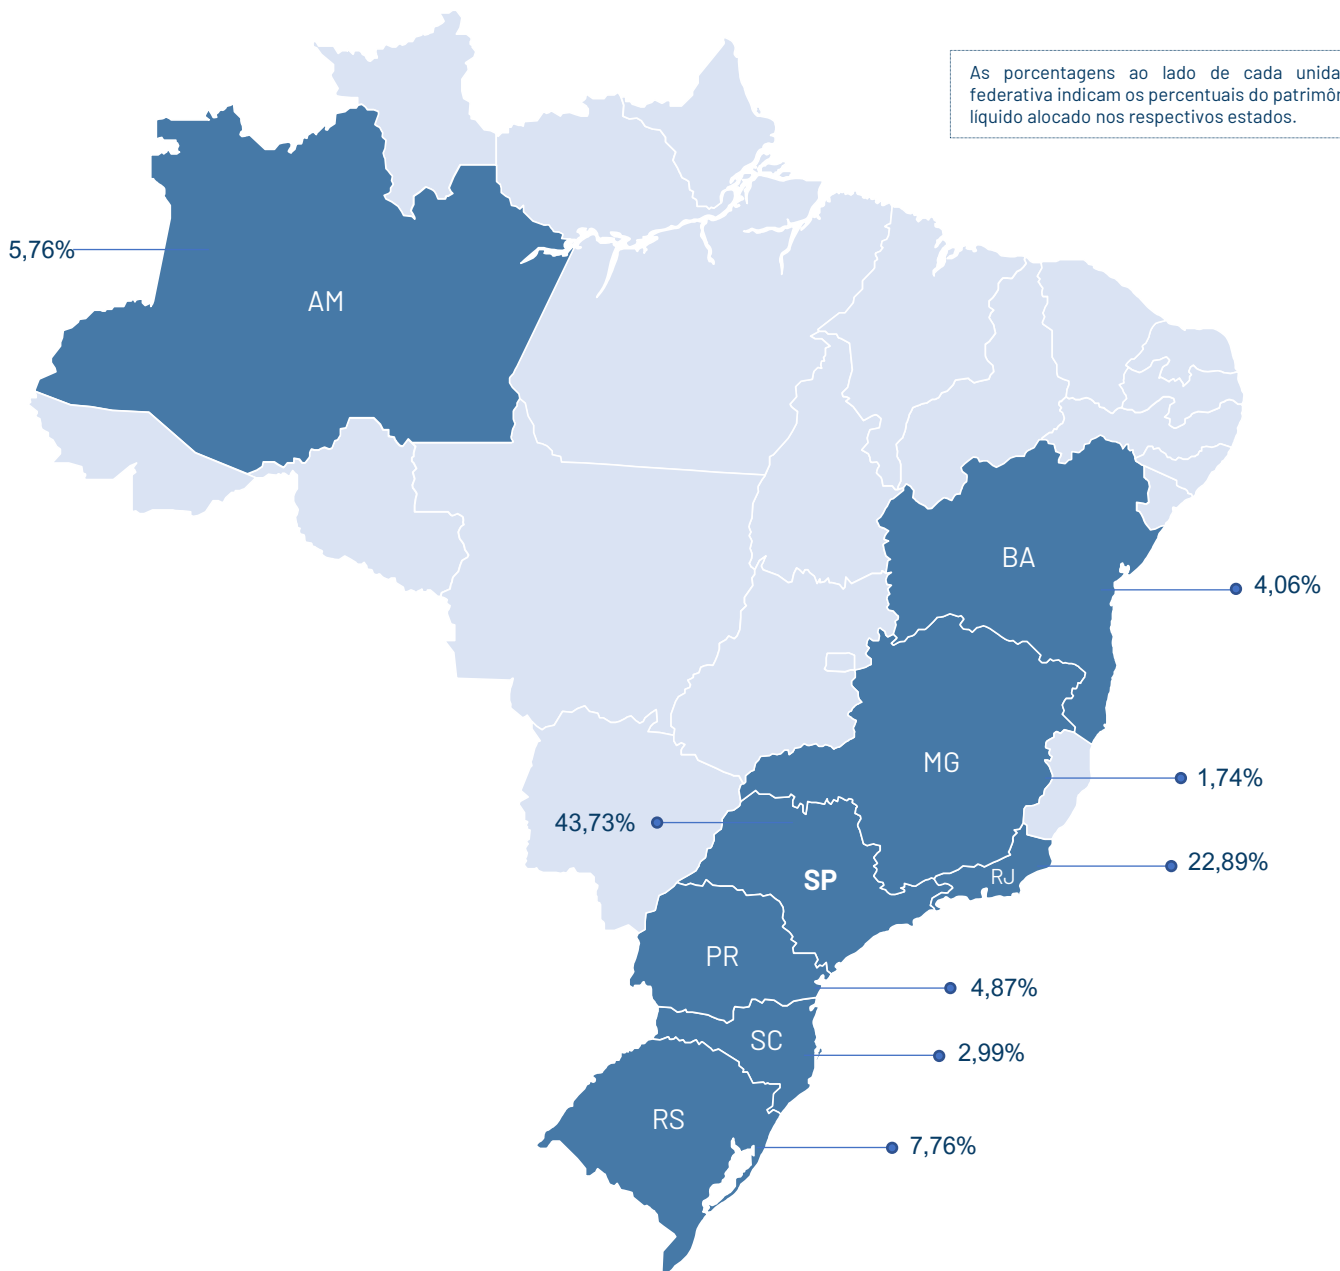 As porcentagens ao lado de cada unida
federativa indicam os percentuais do patrimôn
líquido alocado nos respectivos estados.
5,76%
AM
BA
4,06%
MG
1,74%
43,73%
22,89%
SP
RJ
PR
4,87%
SC
2,99%
RS
7,76%